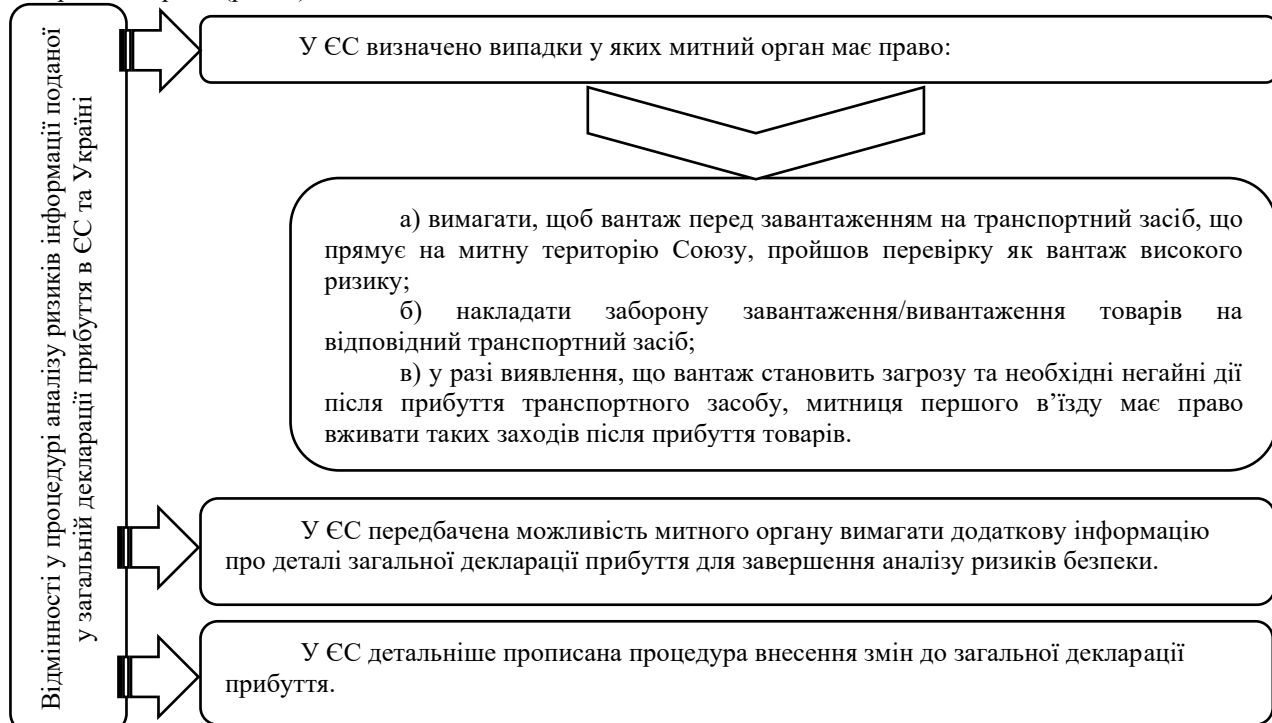 Відмінності у процедурі аналізу ризиків інформації поданої
у загальній декларації прибуття в ЄС та Україні
У ЄС визначено випадки у яких митний орган має право:
а) вимагати, щоб вантаж перед завантаженням на транспортний засіб, що
прямує на митну територію Союзу, пройшов перевірку як вантаж високого
ризику;
б) накладати заборону завантаження/вивантаження товарів на
відповідний транспортний засіб;
в) у разі виявлення, що вантаж становить загрозу та необхідні негайні дії
після прибуття транспортного засобу, митниця першого в’їзду має право
вживати таких заходів після прибуття товарів.
У ЄС передбачена можливість митного органу вимагати додаткову інформацію
про деталі загальної декларації прибуття для завершення аналізу ризиків безпеки.
У ЄС детальніше прописана процедура внесення змін до загальної декларації
прибуття.